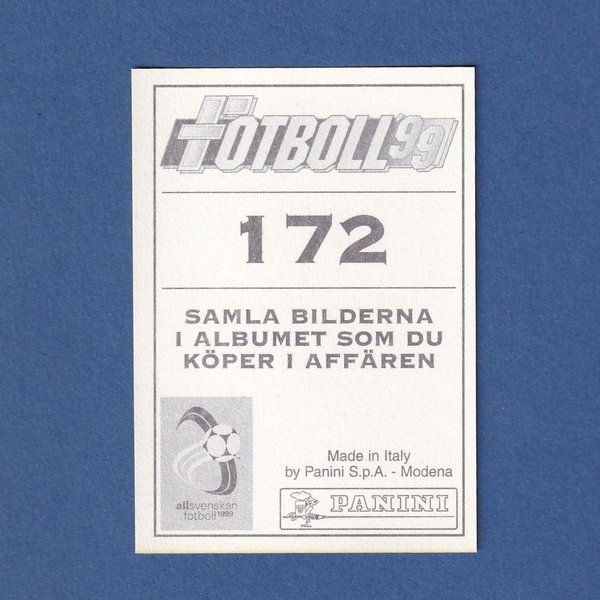 FOTBOLL'99
172
SAMLA BILDERNA
I ALBUMET SOM DU
KÖPER I AFFÄREN
allsvenskan
fotboll 1999
Made in Italy
by Panini S.p.A. - Modena
PANINI